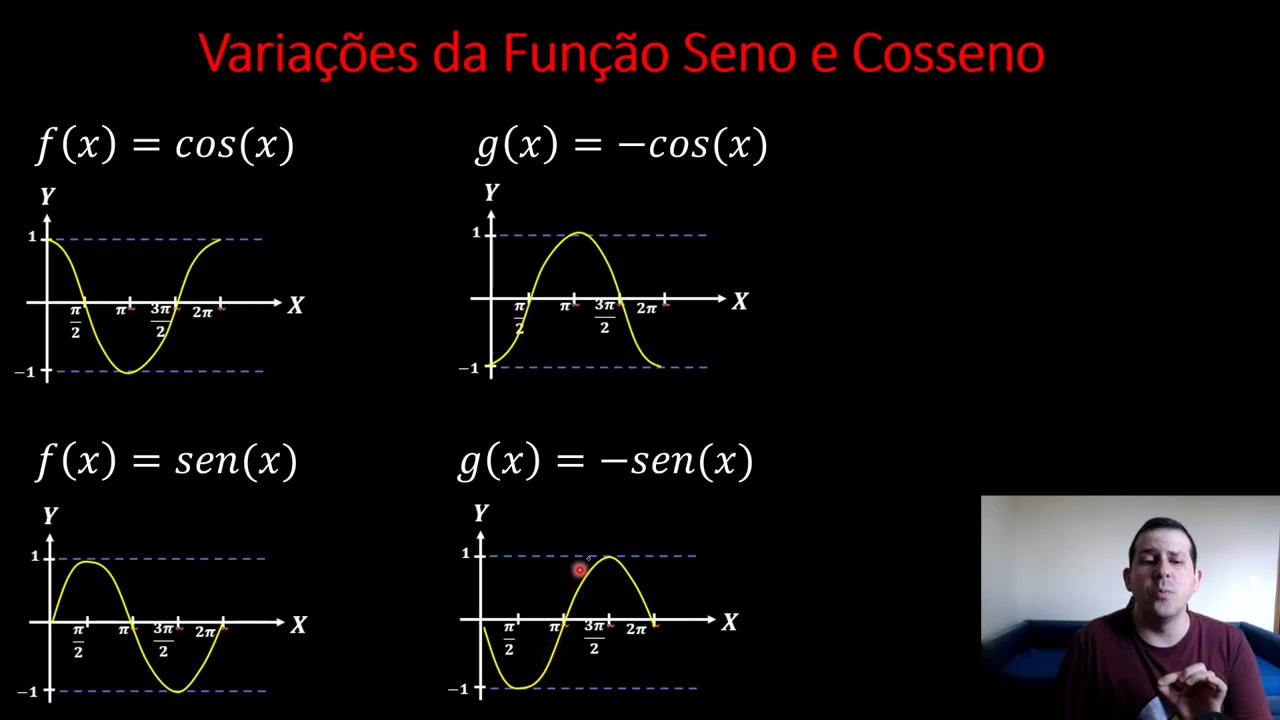 Variações da Função Seno e Cosseno
f(x) = cos(x)
Y
1
π/2 π 3π/2 2π X
−1
g(x) = −cos(x)
Y
1
π/2 π 3π/2 2π X
−1
f(x) = sen(x)
Y
1
π/2 π 3π/2 2π X
−1
g(x) = −sen(x)
Y
1
π/2 π 3π/2 2π X
−1